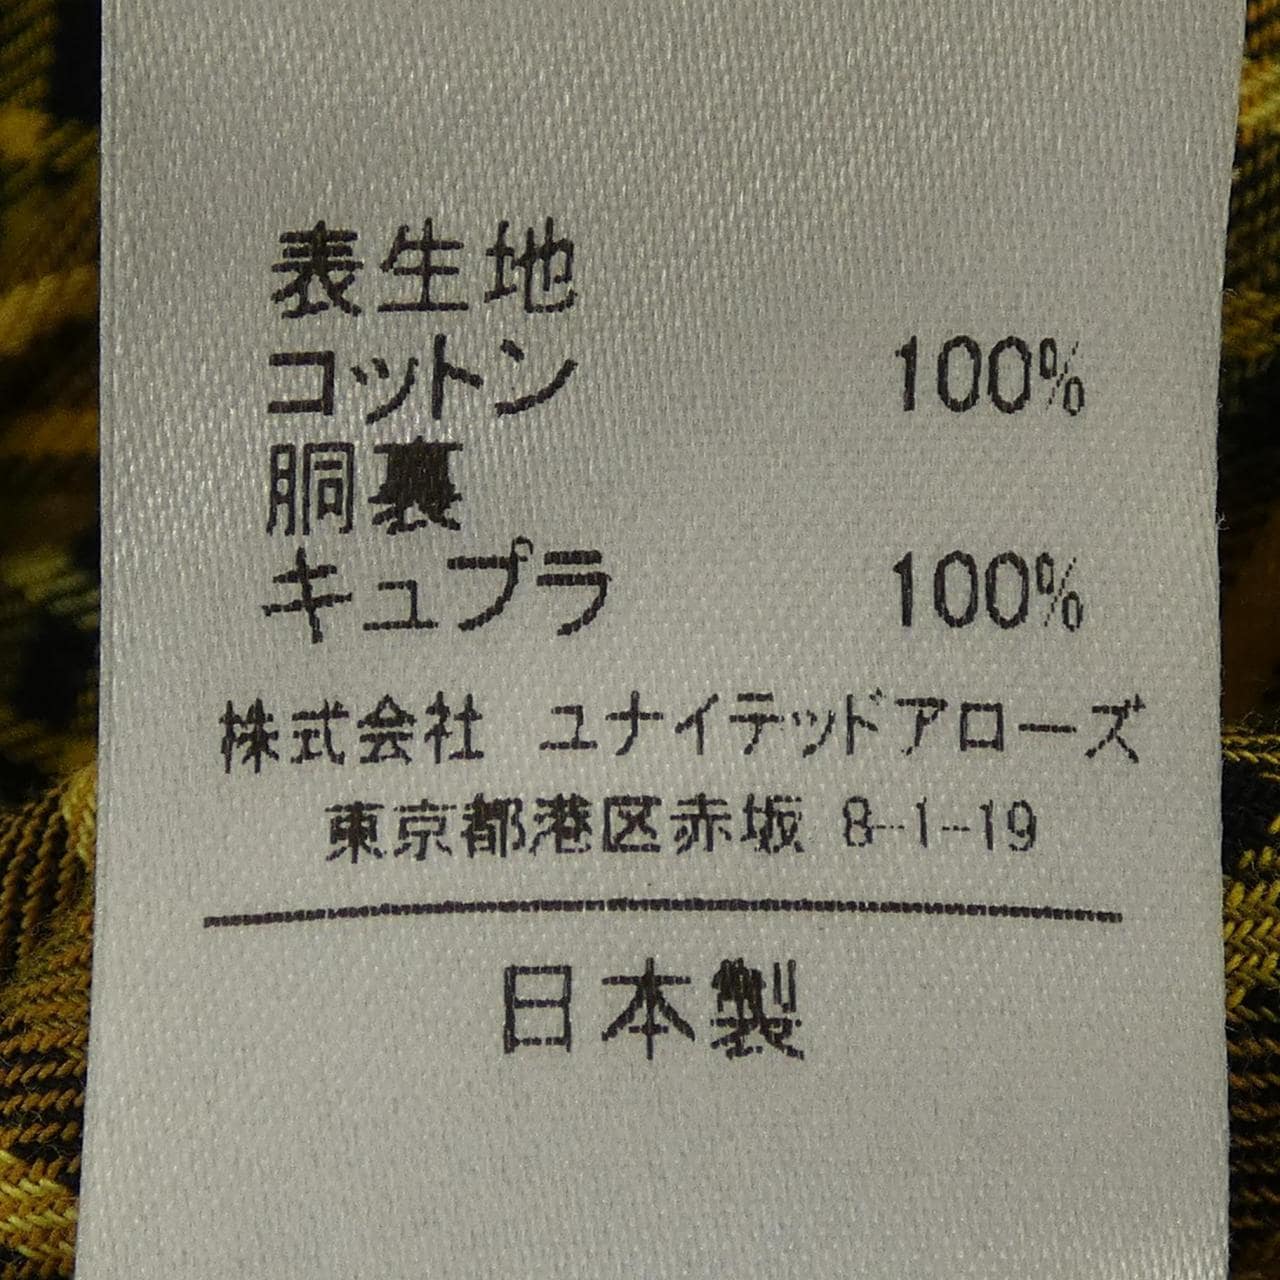 表生地
コットン 100%
胴裏
キュプラ 100%
株式会社 ユナイテッドアローズ
東京都港区赤坂 8-1-19
日本製